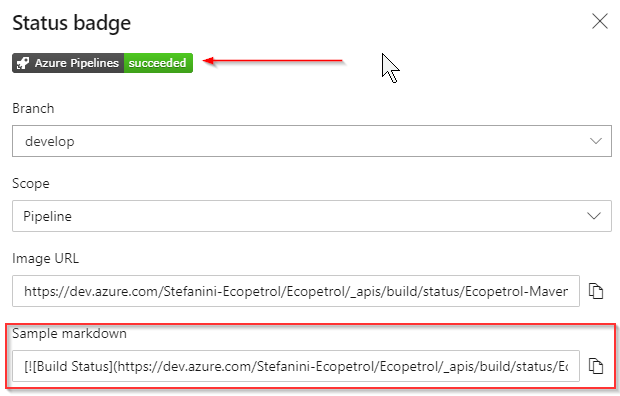 Status badge
Azure Pipelines succeeded
Branch
develop
Scope
Pipeline
Image URL
https://dev.azure.com/Stefanini-Ecopetrol/Ecopetrol/_apis/build/status/Ecopetrol-Maven
Sample markdown
[![Build Status](https://dev.azure.com/Stefanini-Ecopetrol/Ecopetrol/_apis/build/status/Ec